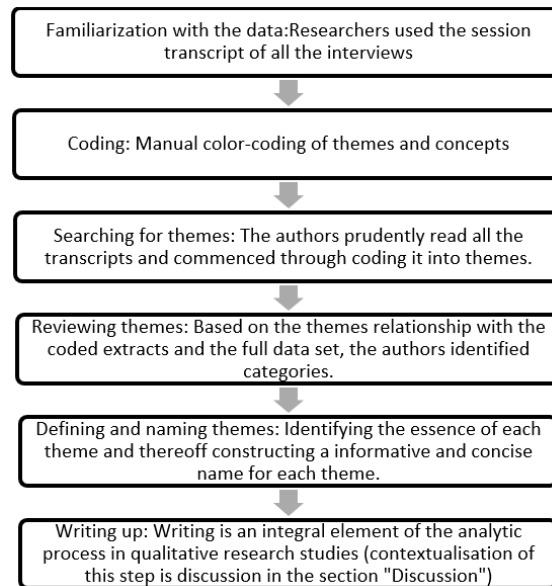 Familiarization with the data:Researchers used the session
transcript of all the interviews
Coding: Manual color-coding of themes and concepts
Searching for themes: The authors prudently read all the
transcripts and commenced through coding it into themes.
Reviewing themes: Based on the themes relationship with the
coded extracts and the full data set, the authors identified
categories.
Defining and naming themes: Identifying the essence of each
theme and thereoff constructing a informative and concise
name for each theme.
Writing up: Writing is an integral element of the analytic
process in qualitative research studies (contextualisation of
this step is discussion in the section "Discussion")